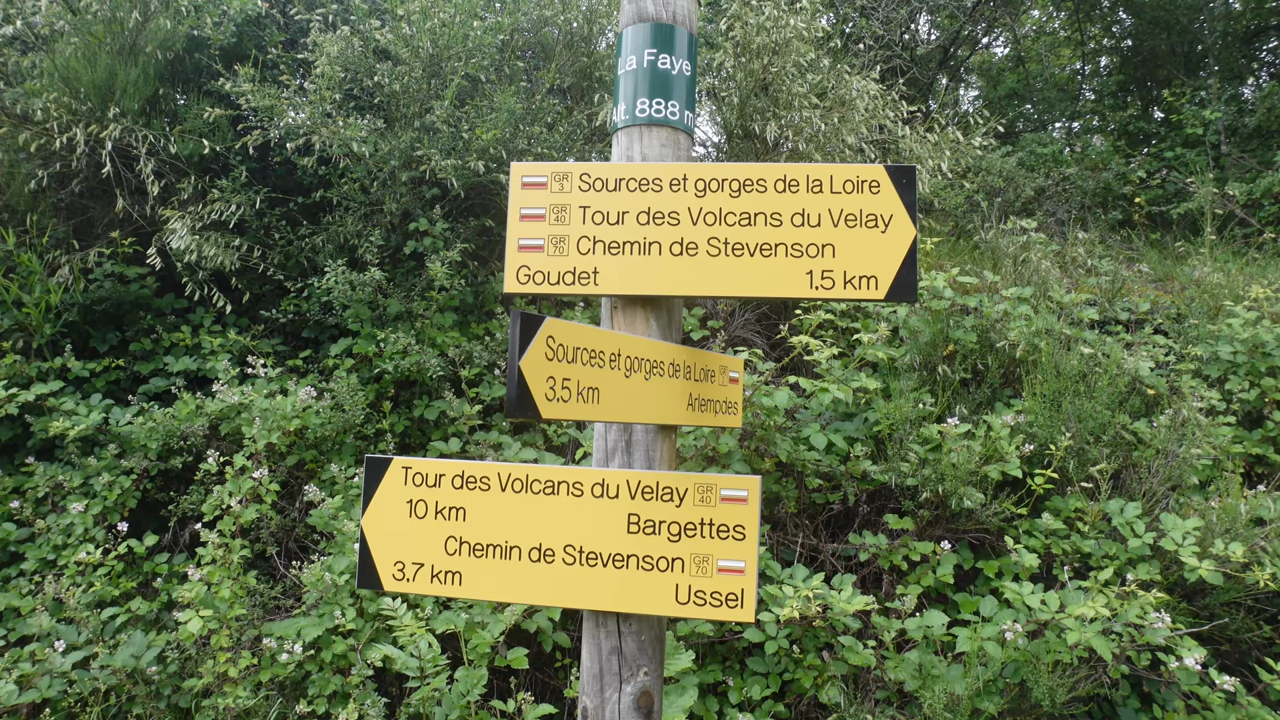 La Faye
Alt. 888 m
GR 3 Sources et gorges de la Loire
GR 40 Tour des Volcans du Velay
GR 70 Chemin de Stevenson
Goudet 1,5 km
Sources et gorges de la Loire GR
3.5 km Arlempdes
Tour des Volcans du Velay GR 40
10 km Bargettes
Chemin de Stevenson GR 70
3.7 km Ussel